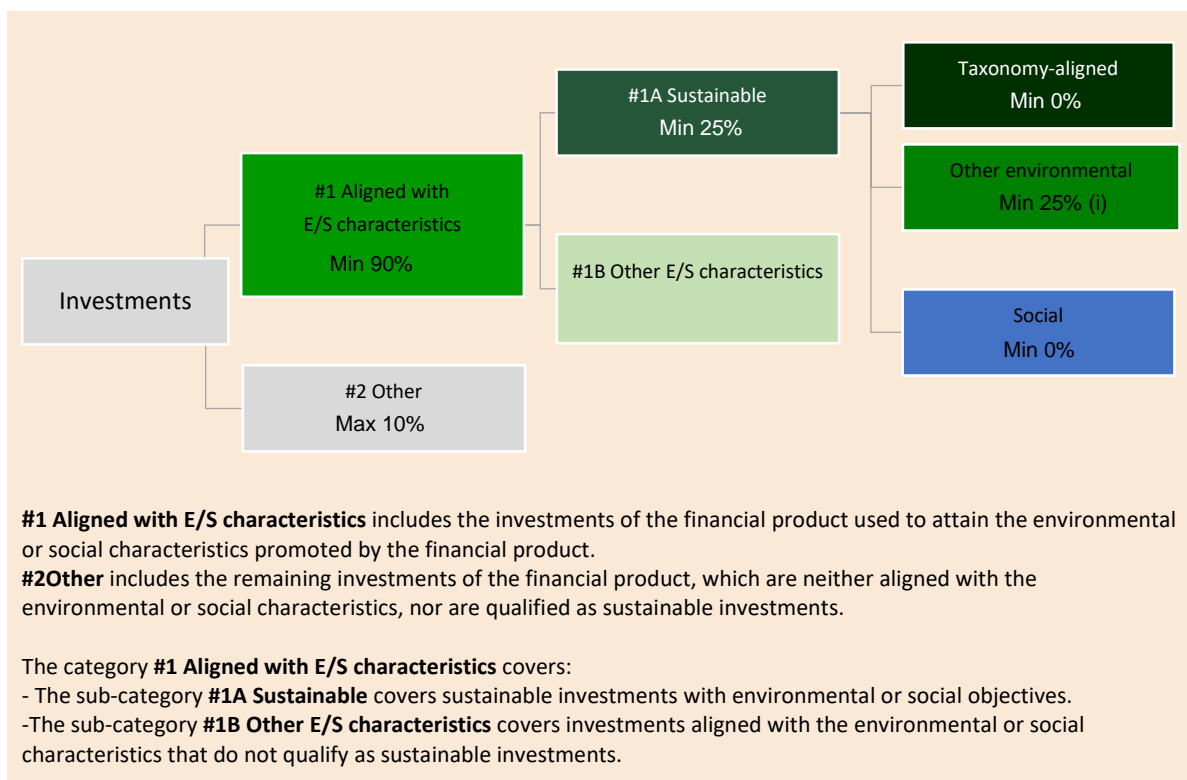 Investments
#1 Aligned with
E/S characteristics
Min 90%
#2 Other
Max 10%
#1A Sustainable
Min 25%
#1B Other E/S characteristics
Taxonomy-aligned
Min 0%
Other environmental
Min 25% (i)
Social
Min 0%
#1 Aligned with E/S characteristics includes the investments of the financial product used to attain the environmental
or social characteristics promoted by the financial product.
#2Other includes the remaining investments of the financial product, which are neither aligned with the
environmental or social characteristics, nor are qualified as sustainable investments.
The category #1 Aligned with E/S characteristics covers:
- The sub-category #1A Sustainable covers sustainable investments with environmental or social objectives.
-The sub-category #1B Other E/S characteristics covers investments aligned with the environmental or social
characteristics that do not qualify as sustainable investments.